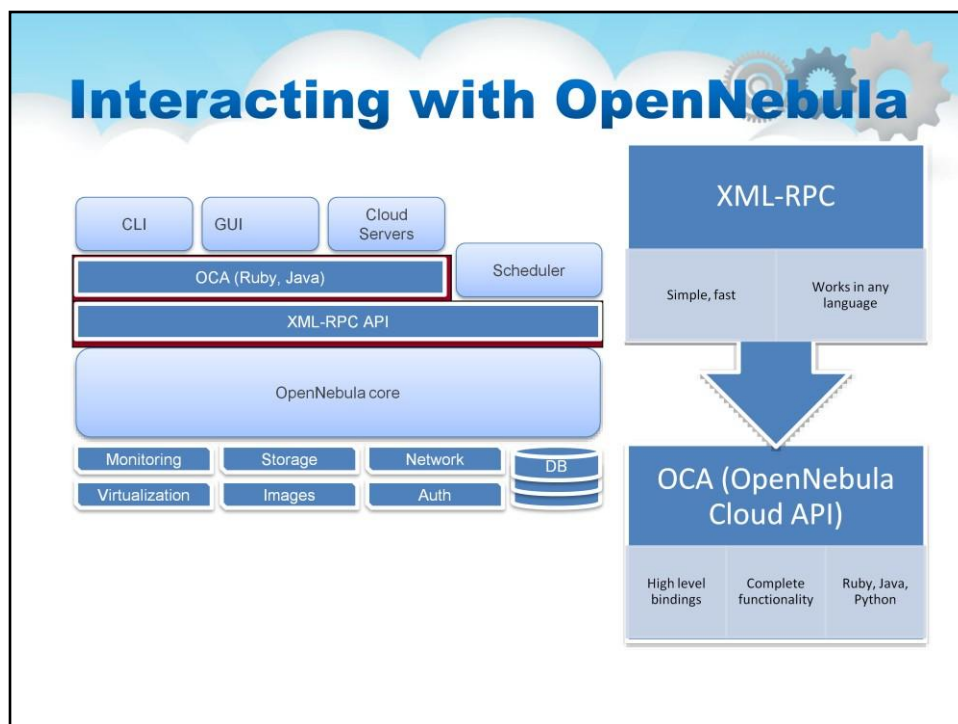 Interacting with OpenNebula
CLI
GUI
Cloud
Servers
OCA (Ruby, Java)
Scheduler
XML-RPC API
OpenNebula core
Monitoring
Storage
Network
DB
Virtualization
Images
Auth
XML-RPC
Simple, fast
Works in any
language
OCA (OpenNebula
Cloud API)
High level
bindings
Complete
functionality
Ruby, Java,
Python